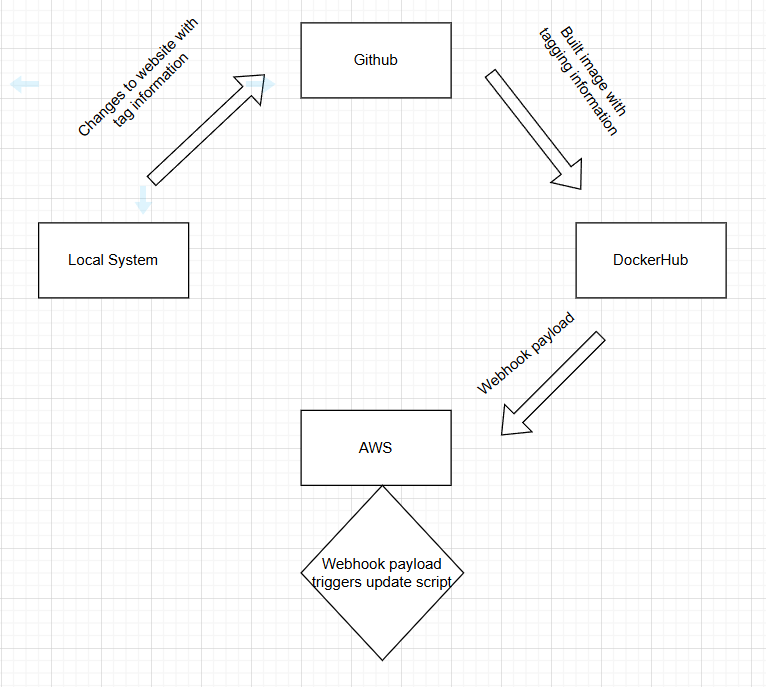 Changes to website with
tag information
Github
Built image with
tagging information
Local System
DockerHub
Webhook payload
AWS
Webhook payload
triggers update script